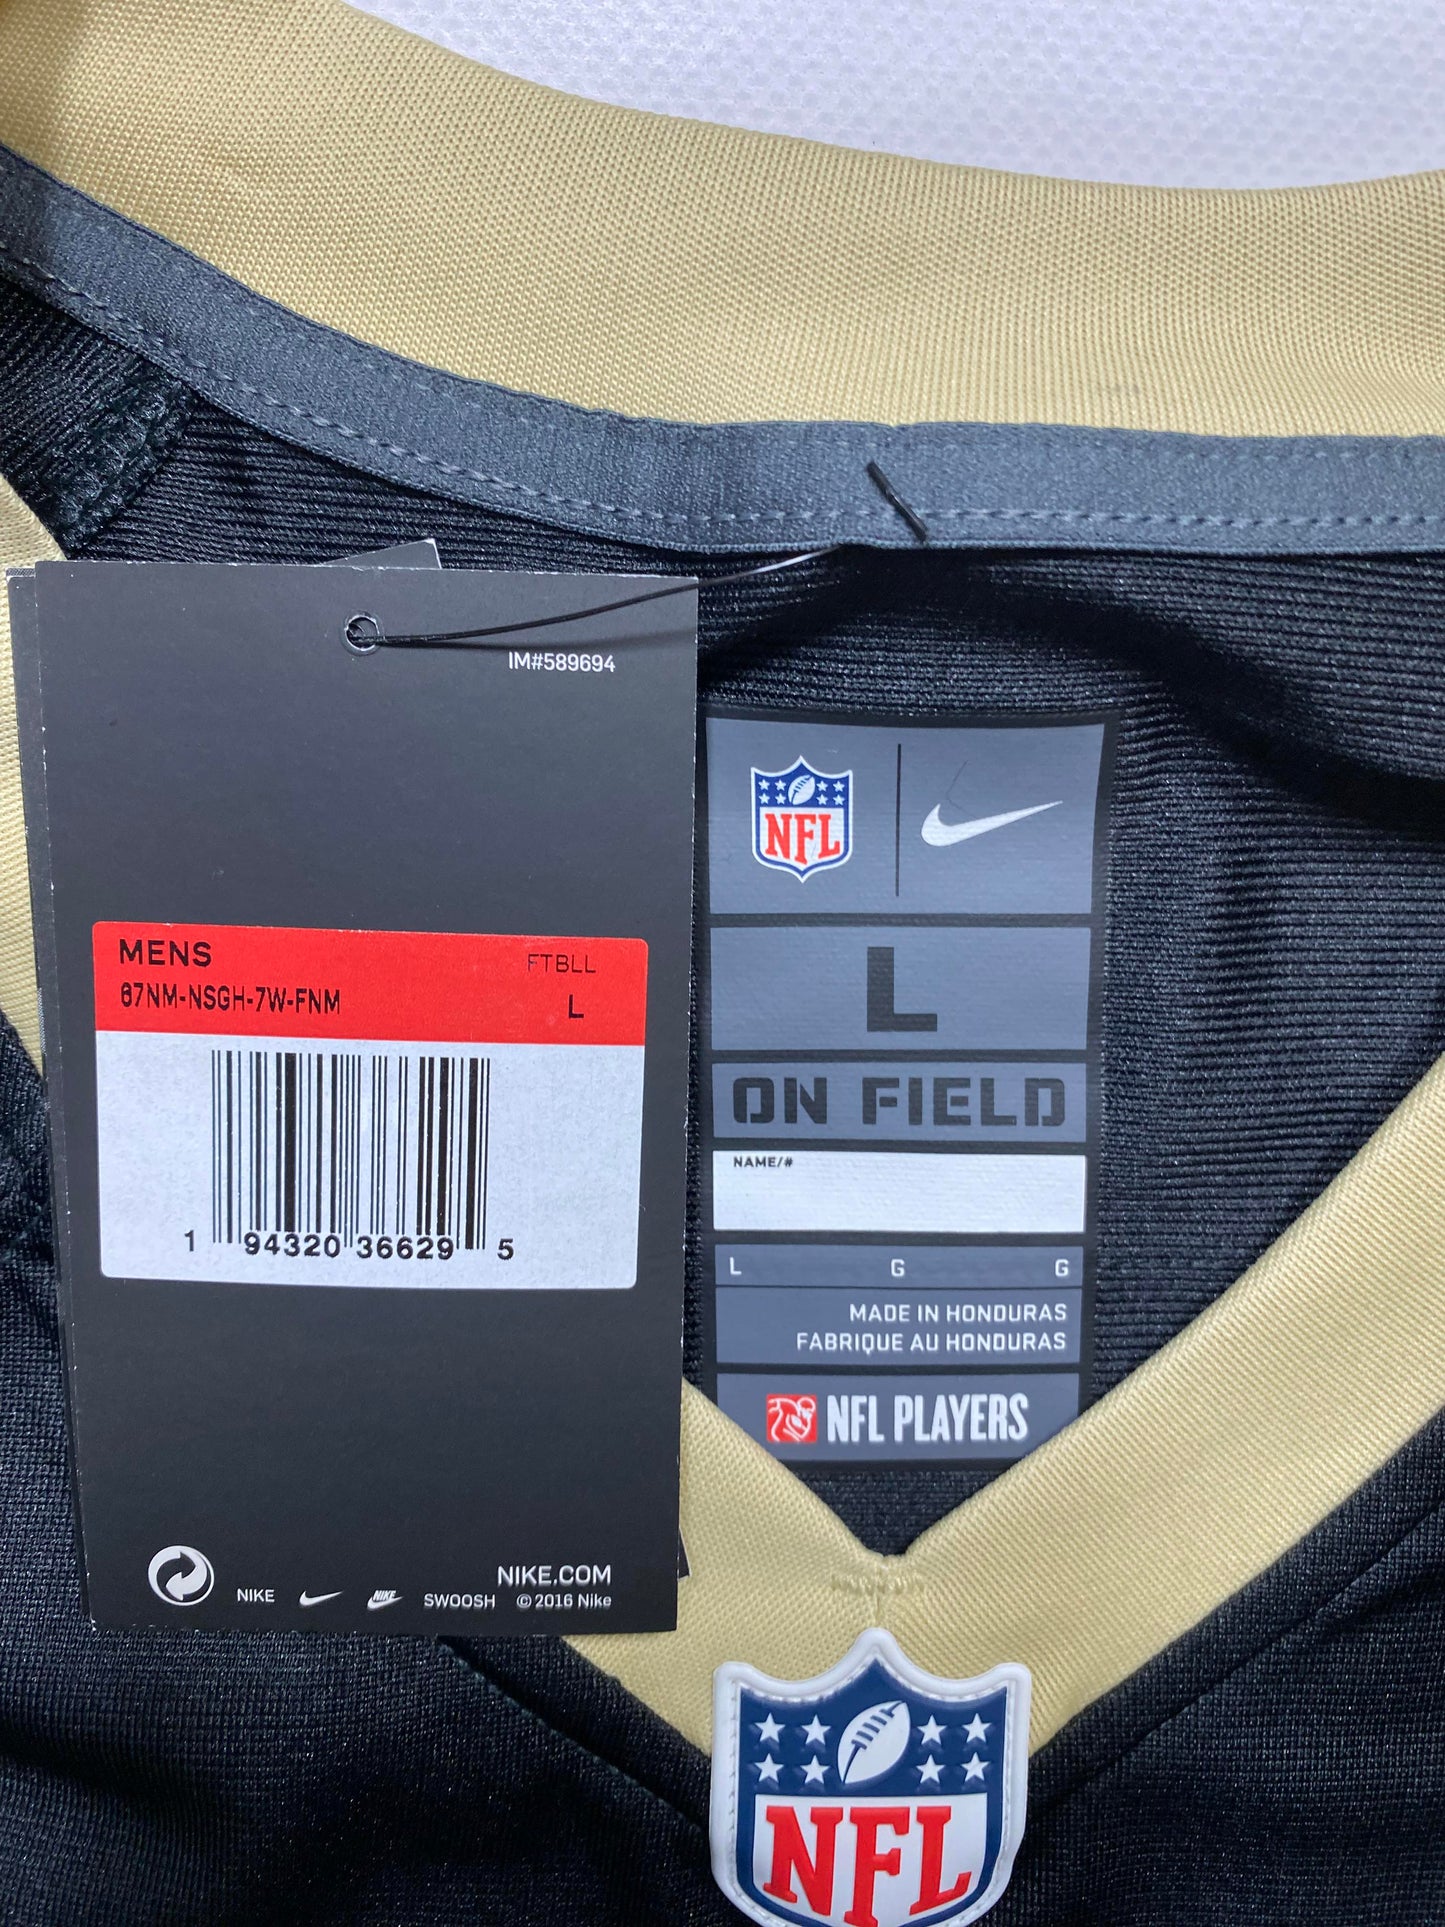 IM#589694
MENS FTBLL
67NM-NSGH-7W-FNM L
1 94320 36629 5
NIKE NIKE SWOOSH
NIKE.COM
© 2016 Nike
NFL
L
ON FIELD
NAME/#
L G G
MADE IN HONDURAS
FABRIQUE AU HONDURAS
NFL PLAYERS
NFL